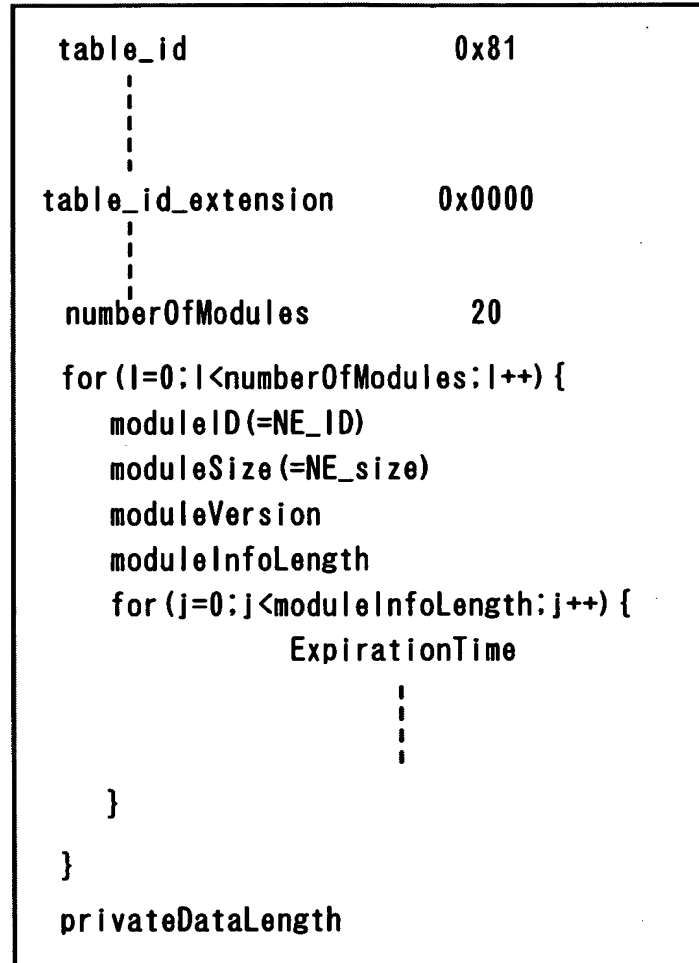 table_id 0x81
table_id_extension 0x0000
numberOfModules 20
for(I=0;I<numberOfModules;I++){
moduleID(=NE_ID)
moduleSize(=NE_size)
moduleVersion
moduleInfoLength
for(j=0;j<moduleInfoLength;j++){
ExpirationTime
}
}
privateDataLength